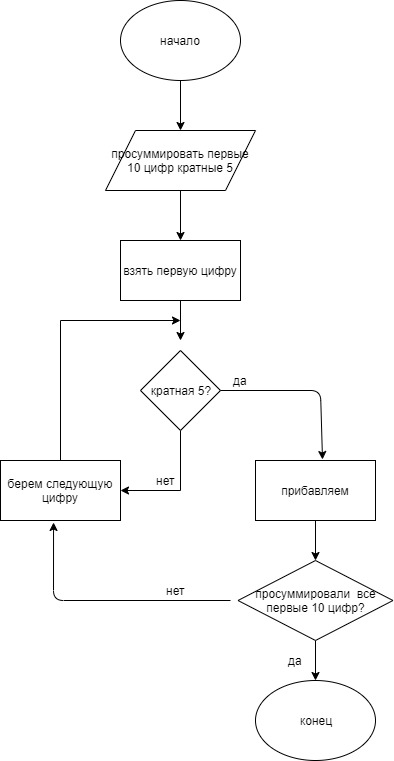 начало
просуммировать первые
10 цифр кратные 5
взять первую цифру
кратная 5?
да
нет
берем следующую
цифру
прибавляем
просуммировали все
первые 10 цифр?
нет
да
конец